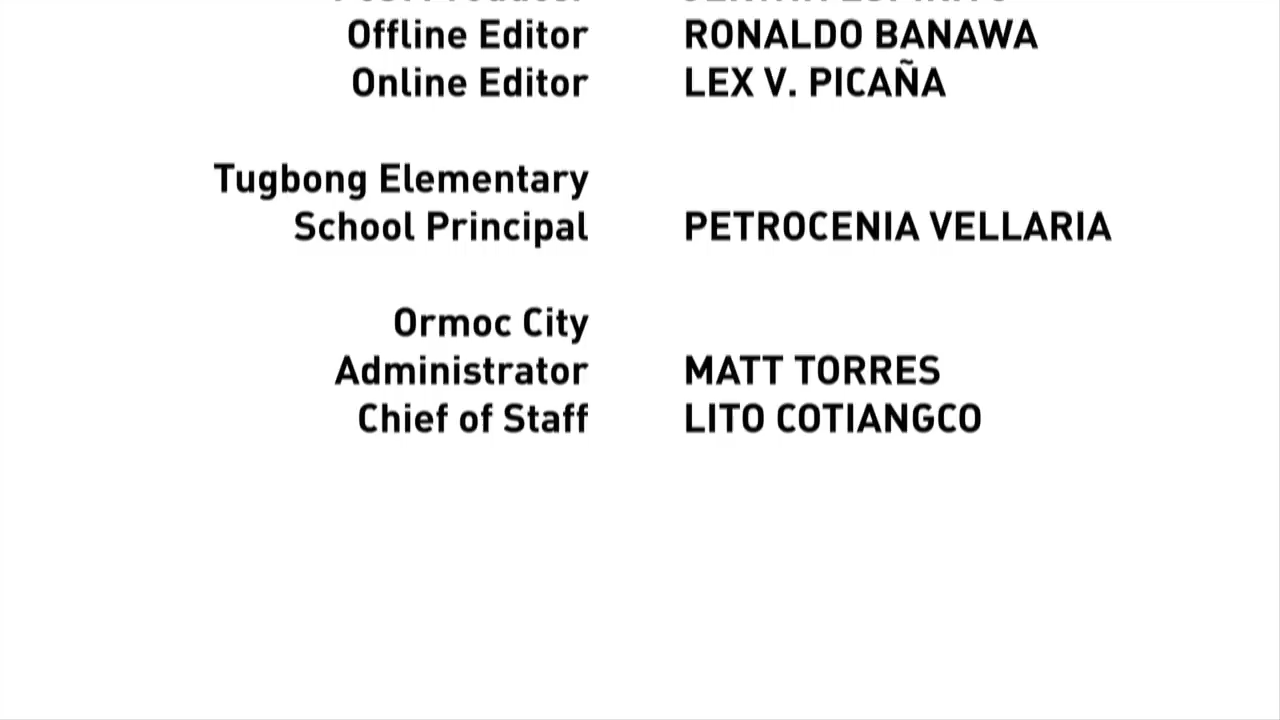 Offline Editor RONALDO BANAWA
Online Editor LEX V. PICAÑA
Tugbong Elementary
School Principal PETROCENIA VELLARIA
Ormoc City
Administrator MATT TORRES
Chief of Staff LITO COTIANGCO